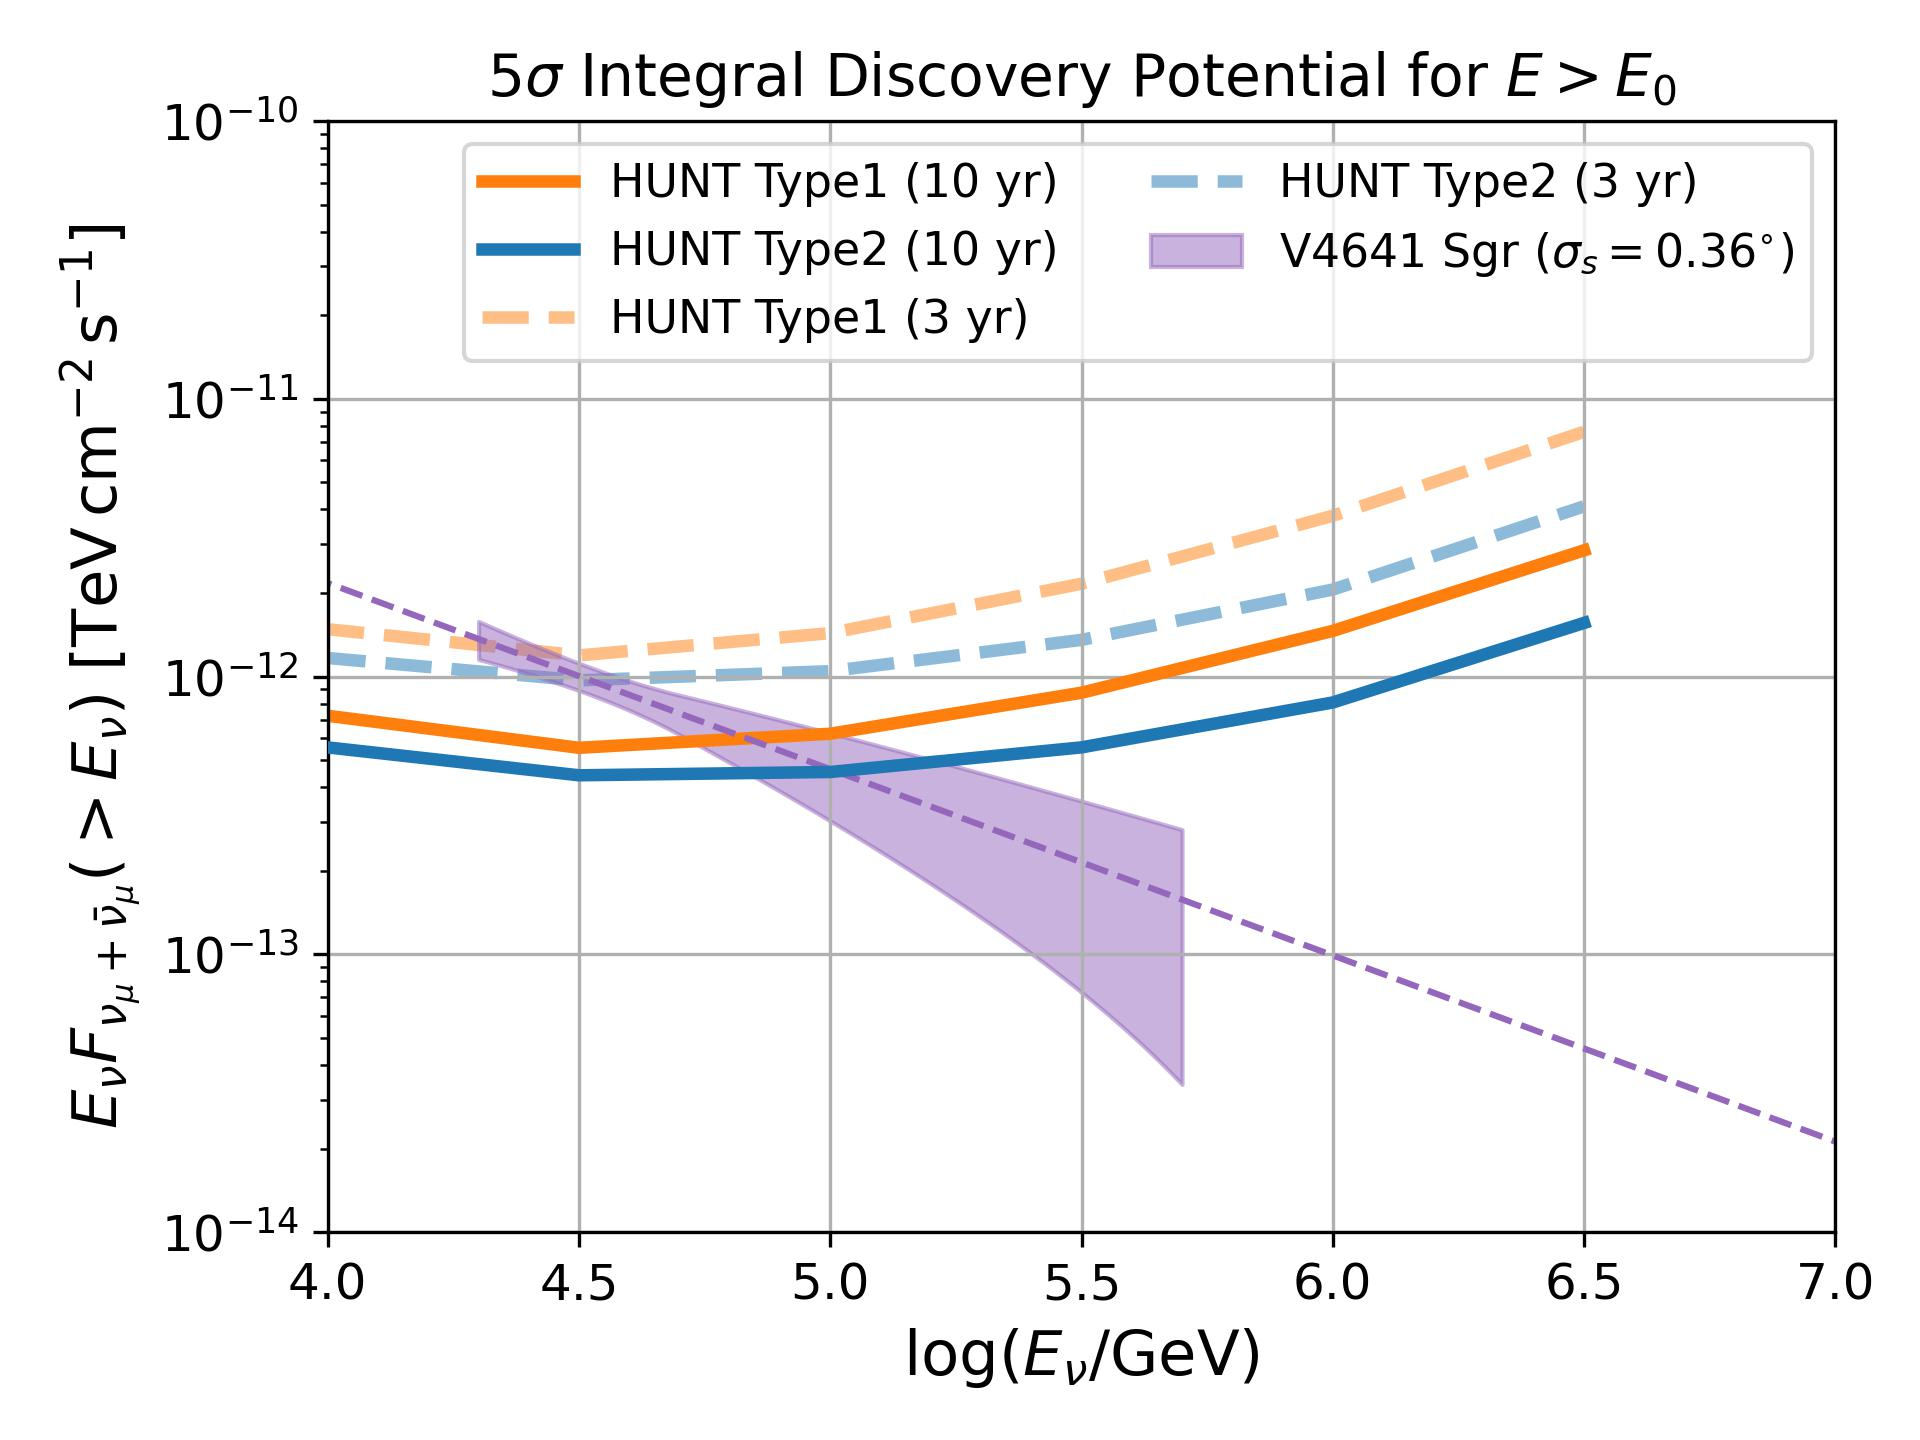 5σ Integral Discovery Potential for E > E₀
HUNT Type1 (10 yr)
HUNT Type2 (10 yr)
HUNT Type1 (3 yr)
HUNT Type2 (3 yr)
V4641 Sgr (σₛ = 0.36°)
E_ν F_{ν_μ + ν̄_μ}(> E_ν) [TeV cm⁻² s⁻¹]
10⁻¹⁰
10⁻¹¹
10⁻¹²
10⁻¹³
10⁻¹⁴
4.0 4.5 5.0 5.5 6.0 6.5 7.0
log(E_ν/GeV)